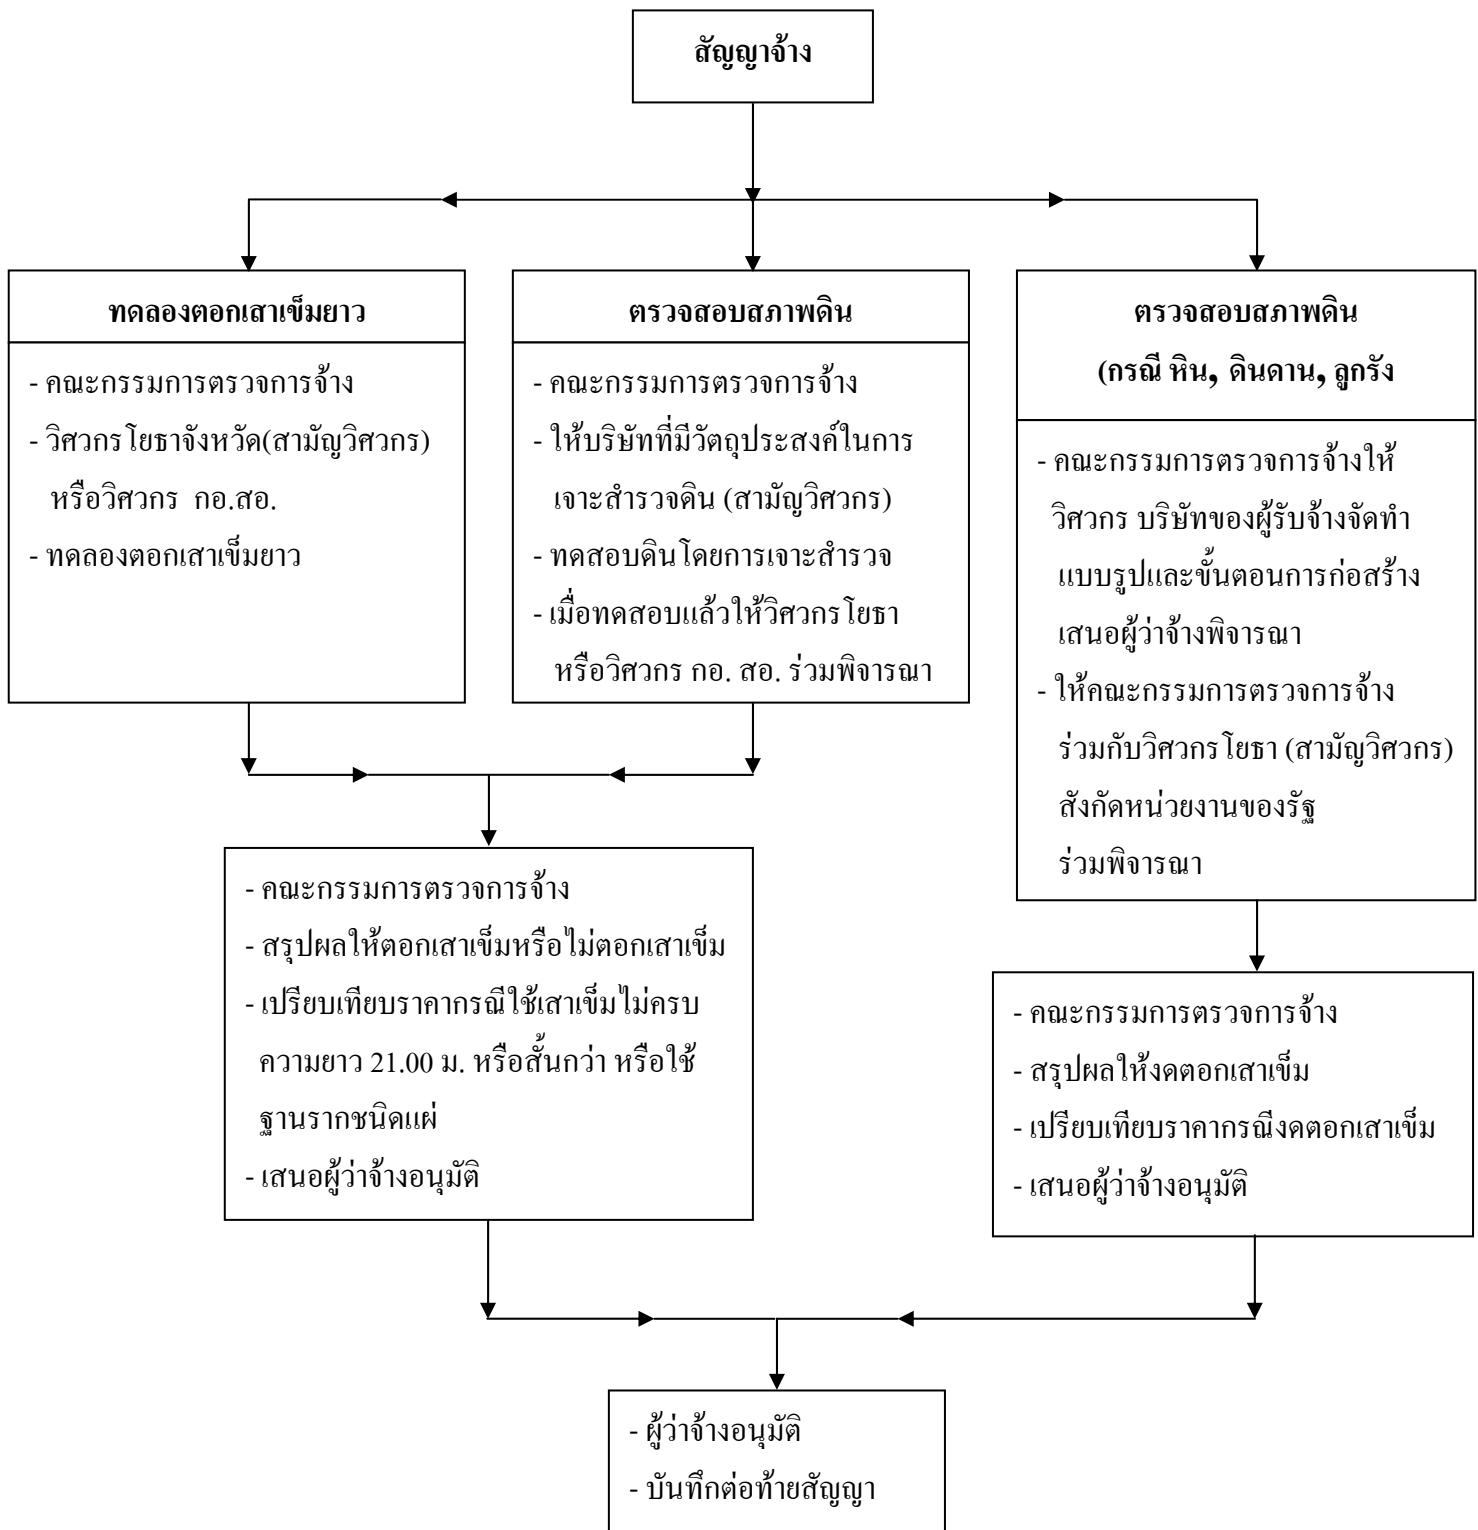 สัญญาจ้าง
ทดลองตอกเสาเข็มยาว
- คณะกรรมการตรวจการจ้าง
- วิศวกรโยธาจังหวัด(สามัญวิศวกร)
หรือวิศวกร กอ.สอ.
- ทดลองตอกเสาเข็มยาว
ตรวจสอบสภาพดิน
- คณะกรรมการตรวจการจ้าง
- ให้บริษัทที่มีวัตถุประสงค์ในการ
เจาะสำรวจดิน (สามัญวิศวกร)
- ทดสอบดินโดยการเจาะสำรวจ
- เมื่อทดสอบแล้วให้วิศวกรโยธา
หรือวิศวกร กอ. สอ. ร่วมพิจารณา
ตรวจสอบสภาพดิน
(กรณี หิน, ดินดาน, ลูกรัง
- คณะกรรมการตรวจการจ้างให้
วิศวกร บริษัทของผู้รับจ้างจัดทำ
แบบรูปและขั้นตอนการก่อสร้าง
เสนอผู้ว่าจ้างพิจารณา
- ให้คณะกรรมการตรวจการจ้าง
ร่วมกับวิศวกรโยธา (สามัญวิศวกร)
สังกัดหน่วยงานของรัฐ
ร่วมพิจารณา
- คณะกรรมการตรวจการจ้าง
- สรุปผลให้ตอกเสาเข็มหรือไม่ตอกเสาเข็ม
- เปรียบเทียบราคากรณีใช้เสาเข็มไม่ครบ
ความยาว 21.00 ม. หรือสั้นกว่า หรือใช้
ฐานรากชนิดแผ่
- เสนอผู้ว่าจ้างอนุมัติ
- คณะกรรมการตรวจการจ้าง
- สรุปผลให้งดตอกเสาเข็ม
- เปรียบเทียบราคากรณีงดตอกเสาเข็ม
- เสนอผู้ว่าจ้างอนุมัติ
- ผู้ว่าจ้างอนุมัติ
- บันทึกต่อท้ายสัญญา